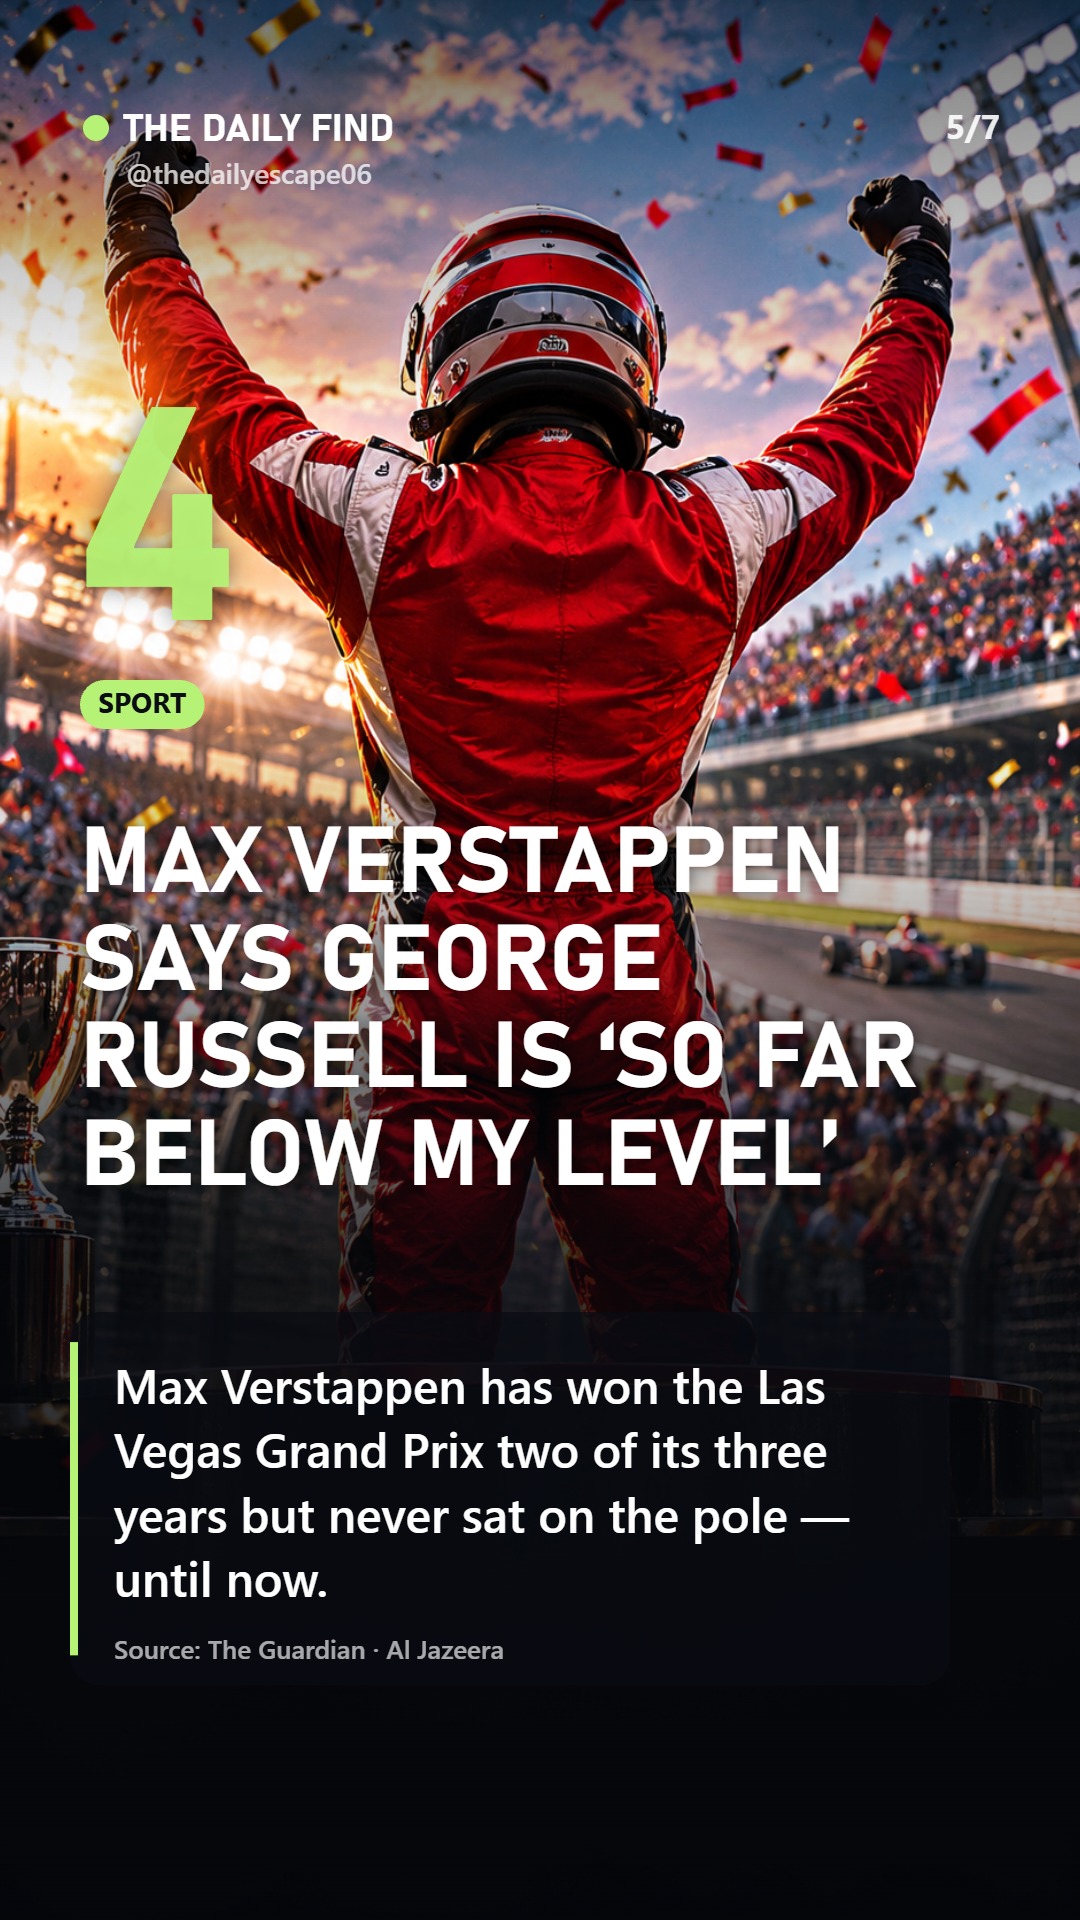 THE DAILY FIND
5/7
@thedailyescape06
4
SPORT
MAX VERSTAPPEN
SAYS GEORGE
RUSSELL IS ‘SO FAR
BELOW MY LEVEL’
Max Verstappen has won the Las
Vegas Grand Prix two of its three
years but never sat on the pole —
until now.
Source: The Guardian · Al Jazeera